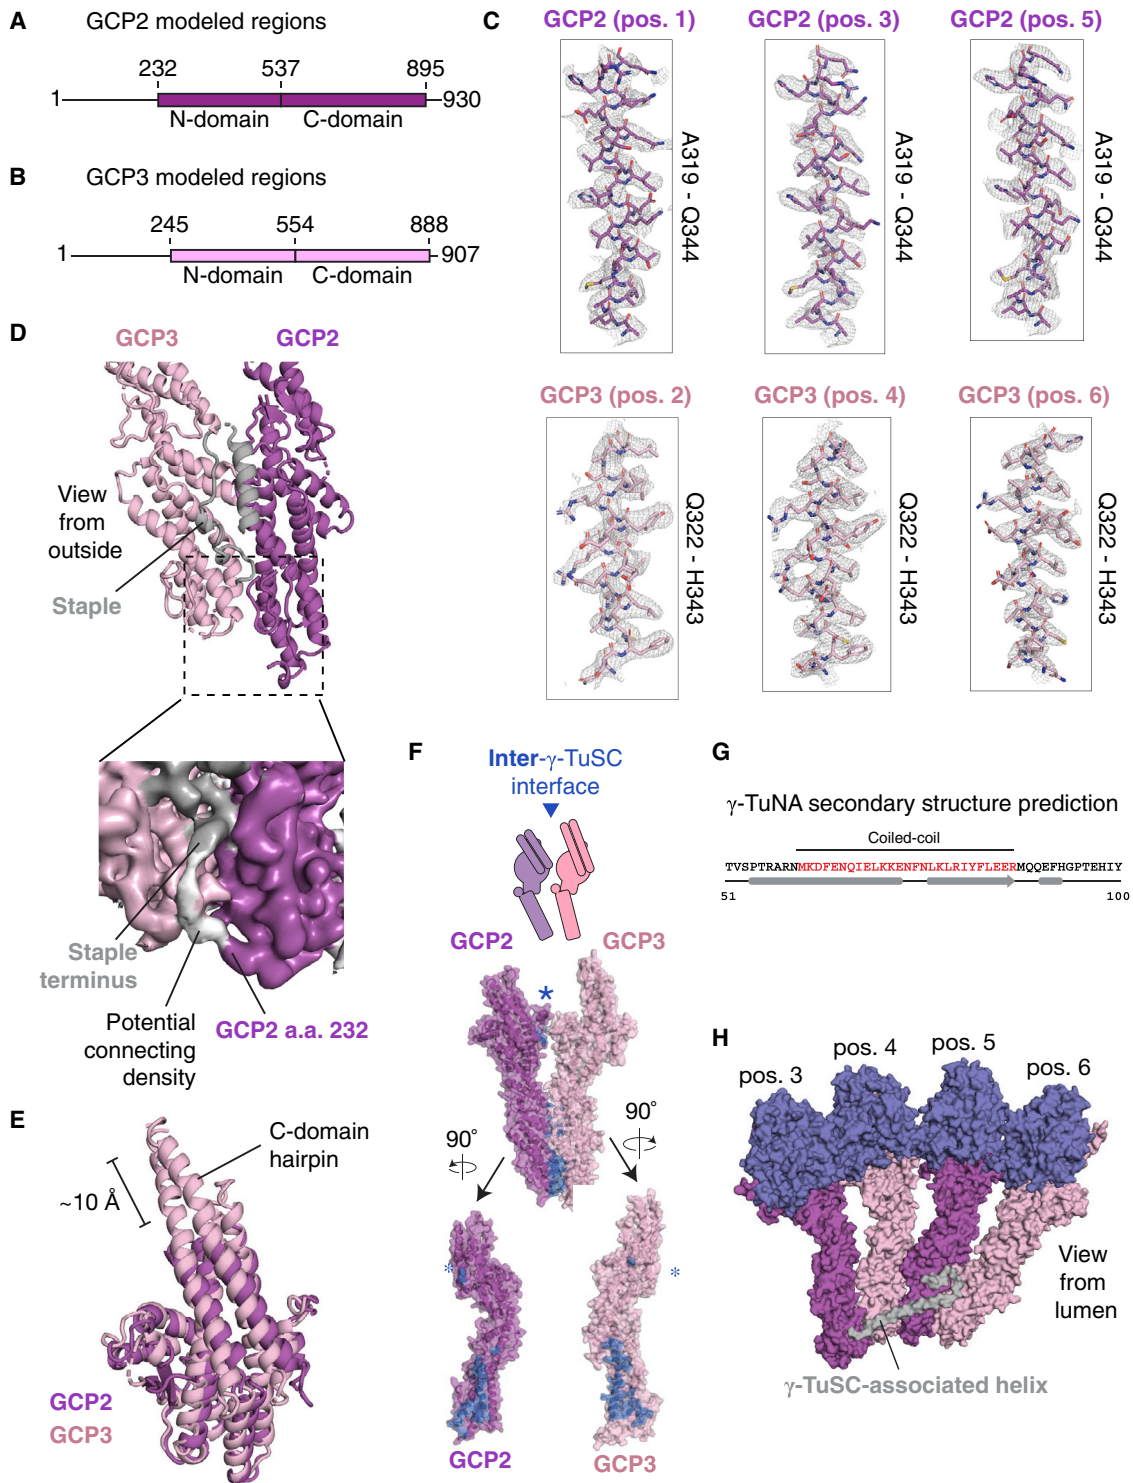 A
GCP2 modeled regions
232 537 895
1 930
N-domain C-domain
B
GCP3 modeled regions
245 554 888
1 907
N-domain C-domain
C
GCP2 (pos. 1) GCP2 (pos. 3) GCP2 (pos. 5)
A319 - Q344 A319 - Q344 A319 - Q344
GCP3 (pos. 2) GCP3 (pos. 4) GCP3 (pos. 6)
Q322 - H343 Q322 - H343 Q322 - H343
D
GCP3 GCP2
View
from
outside
Staple
Staple
terminus
Potential
connecting
density
GCP2 a.a. 232
E
C-domain
hairpin
~10 Å
GCP2
GCP3
F
Inter-γ-TuSC
interface
GCP2 GCP3
*
90° 90°
* *
GCP2 GCP3
G
γ-TuNA secondary structure prediction
Coiled-coil
TVSPTRARNMKDFENQIELKKENFNLKLRIYFLEERMQQEFHGPTEHIY
51 100
H
pos. 3 pos. 4 pos. 5 pos. 6
View
from
lumen
γ-TuSC-associated helix